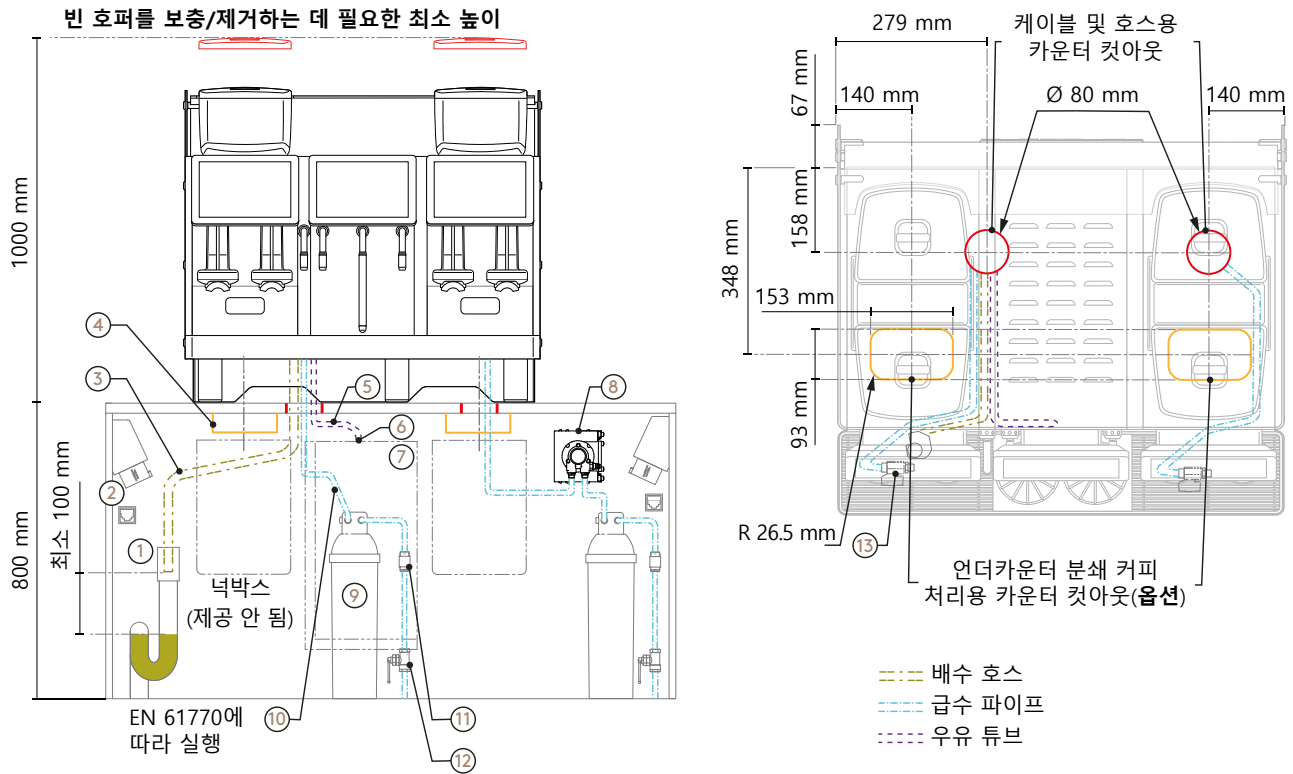 빈 호퍼를 보충/제거하는 데 필요한 최소 높이
1000 mm
800 mm
4
3
2
1
최소 100 mm
넉박스
(제공 안 됨)
EN 61770에
따라 실행
5
6
7
8
9
10
11
12
279 mm
케이블 및 호스용
카운터 컷아웃
67 mm
140 mm
Ø 80 mm
140 mm
158 mm
348 mm
153 mm
93 mm
R 26.5 mm
13
언더카운터 분쇄 커피
처리용 카운터 컷아웃(옵션)
배수 호스
급수 파이프
우유 튜브